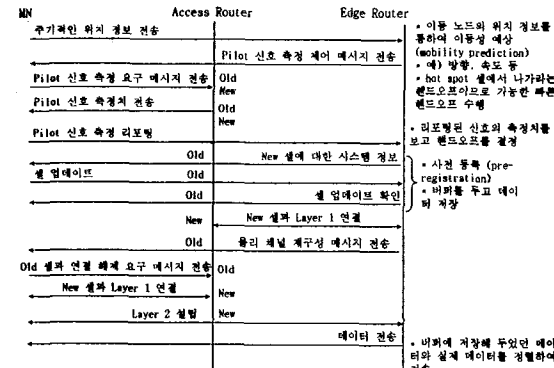 MN Access Router Edge Router
주기적인 위치 정보 전송
Pilot 신호 측정 제어 메시지 전송
Pilot 신호 측정 요구 메시지 전송 Old
New
Pilot 신호 측정치 전송 Old
New
Pilot 신호 측정 리포팅
Old New 셀에 대한 시스템 정보
셀 업데이트 Old
Old 셀 업데이트 확인
New New 셀과 Layer 1 연결
Old 물리 채널 재구성 메시지 전송
Old 셀과 연결 해제 요구 메시지 전송 Old
New 셀과 Layer 1 연결 New
Layer 2 설립 New
데이터 전송
* 이동 노드와 위치 정보를
통하여 이동성 예상
(mobility prediction)
* 예) 방향, 속도 등
* hot spot 셀에서 나가라는
핸드오프이므로 가능한 빠른
핸드오프 수행
* 리포팅된 신호의 측정치를
보고 핸드오프를 결정
* 사전 등록 (pre-
registration)
* 버퍼를 두고 데이
터 저장
* 버퍼에 저장해 두었던 데이
터와 실제 데이터를 정렬하여